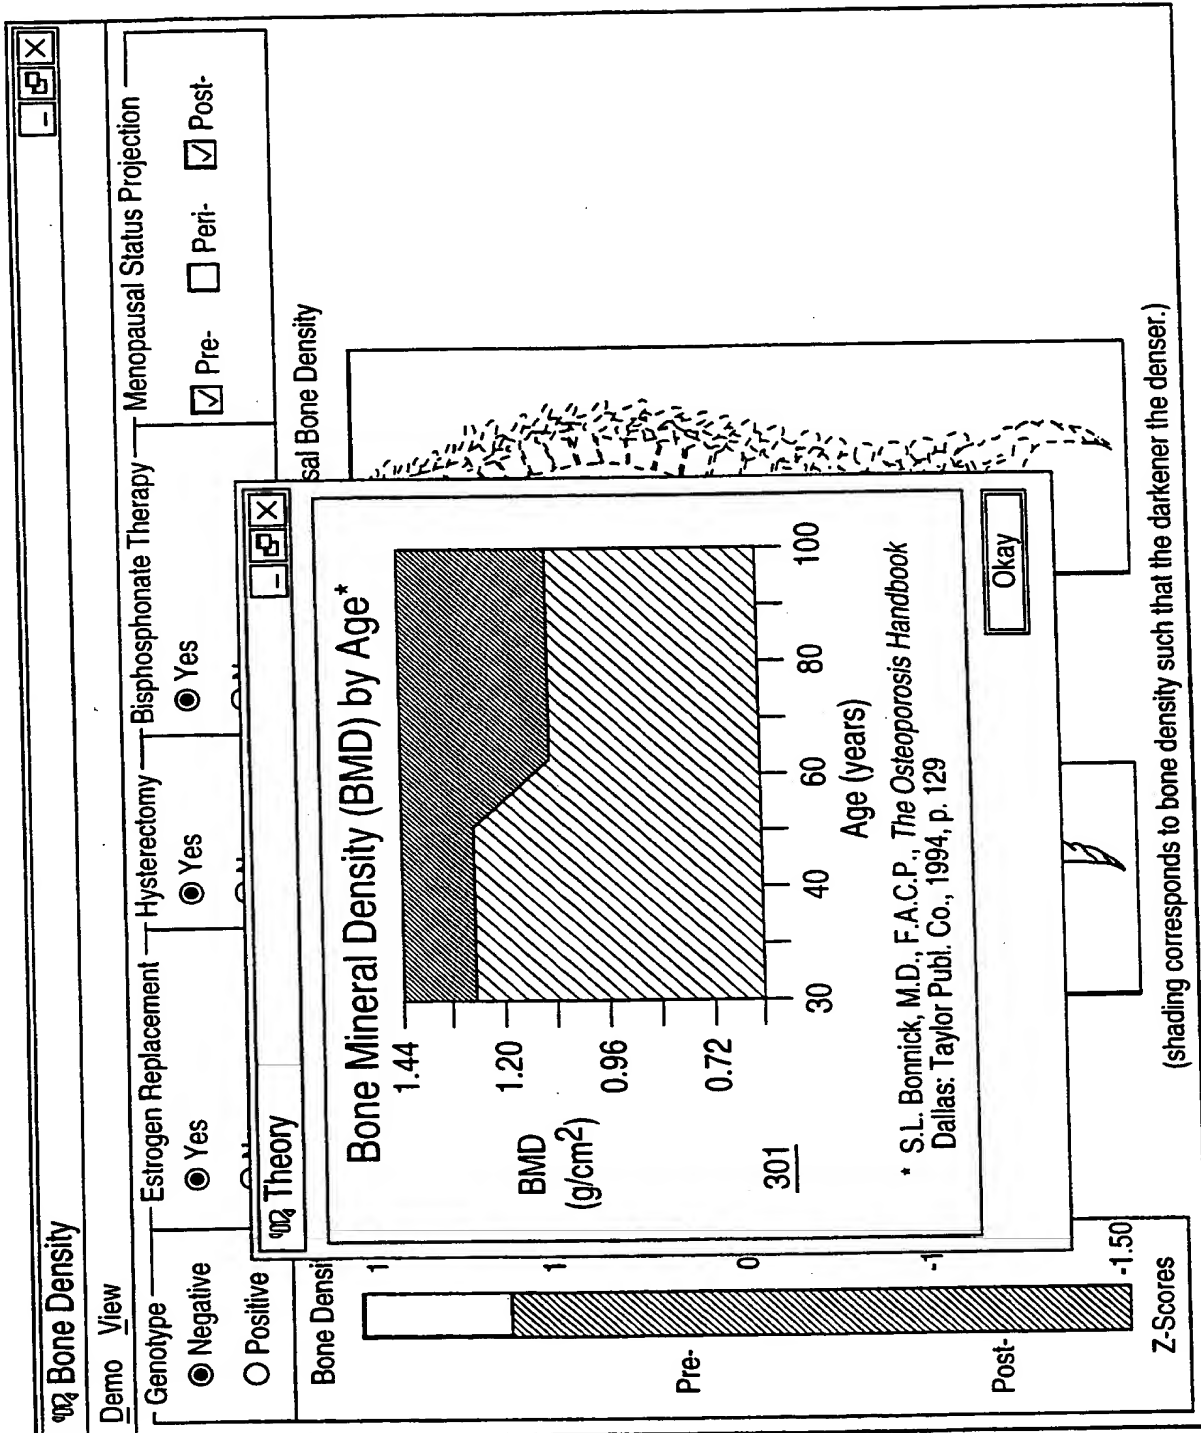 Bone Density
Demo View
Genotype
Negative
Positive
Estrogen Replacement
Yes
Hysterectomy
Yes
Bisphosphonate Therapy
Yes
Menopausal Status Projection
Pre-
Peri-
Post-
Bone Densi
sal Bone Density
1
1
0
-1
-1.50
Pre-
Post-
Z-Scores
Theory
Bone Mineral Density (BMD) by Age*
BMD
(g/cm²)
1.44
1.20
0.96
0.72
30
40
60
80
100
Age (years)
301
* S.L. Bonnick, M.D., F.A.C.P., The Osteoporosis Handbook
Dallas: Taylor Publ. Co., 1994, p. 129
Okay
(shading corresponds to bone density such that the darkener the denser.)